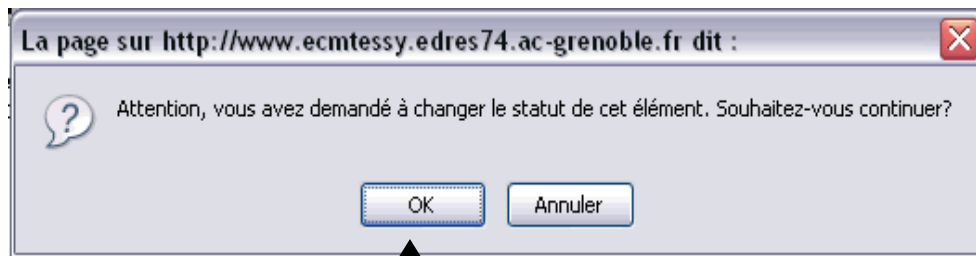 La page sur http://www.ecmtessy.edres74.ac-grenoble.fr dit :
Attention, vous avez demandé à changer le statut de cet élément. Souhaitez-vous continuer?
OK
Annuler